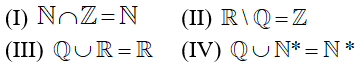 (I) ℕ∩ℤ=ℕ (II) ℝ\ℚ=ℤ
(III) ℚ∪ℝ=ℝ (IV) ℚ∪ℕ*=ℕ*